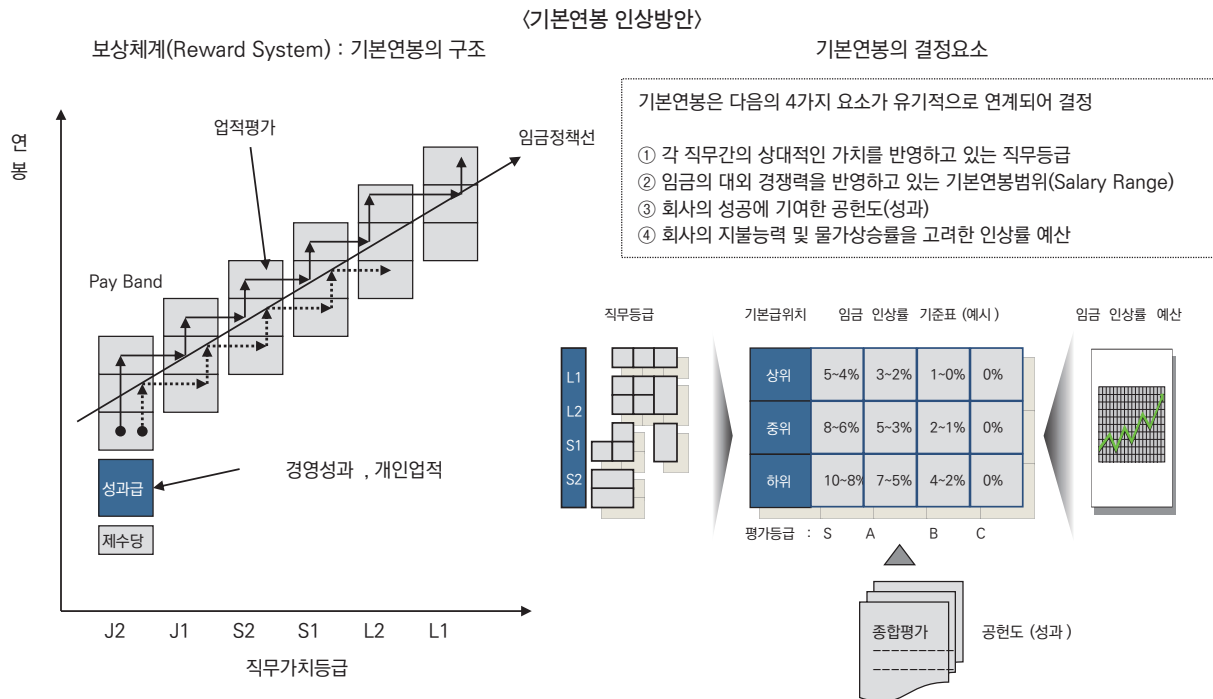 〈기본연봉 인상방안〉
보상체계(Reward System) : 기본연봉의 구조
연봉
업적평가
임금정책선
Pay Band
성과급
경영성과 , 개인업적
제수당
J2 J1 S2 S1 L2 L1
직무가치등급
기본연봉의 결정요소
기본연봉은 다음의 4가지 요소가 유기적으로 연계되어 결정
① 각 직무간의 상대적인 가치를 반영하고 있는 직무등급
② 임금의 대외 경쟁력을 반영하고 있는 기본연봉범위(Salary Range)
③ 회사의 성공에 기여한 공헌도(성과)
④ 회사의 지불능력 및 물가상승률을 고려한 인상률 예산
직무등급
L1
L2
S1
S2
기본급위치 임금 인상률 기준표 (예시)
상위 5~4% 3~2% 1~0% 0%
중위 8~6% 5~3% 2~1% 0%
하위 10~8% 7~5% 4~2% 0%
평가등급 : S A B C
임금 인상률 예산
종합평가
공헌도 (성과)